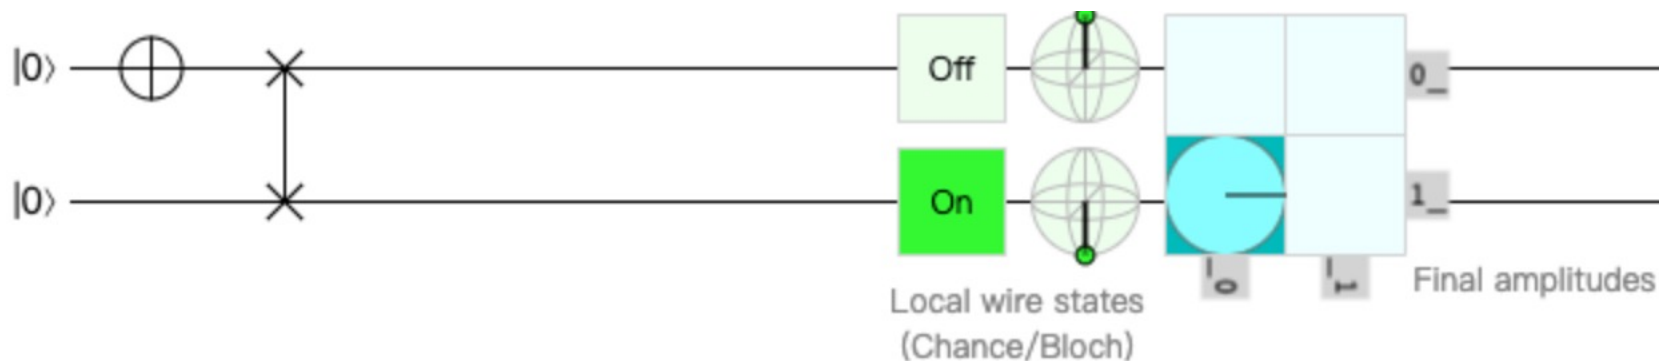 |0⟩
Off
0_
|0⟩
On
1_
_0
_1
Final amplitudes
Local wire states
(Chance/Bloch)